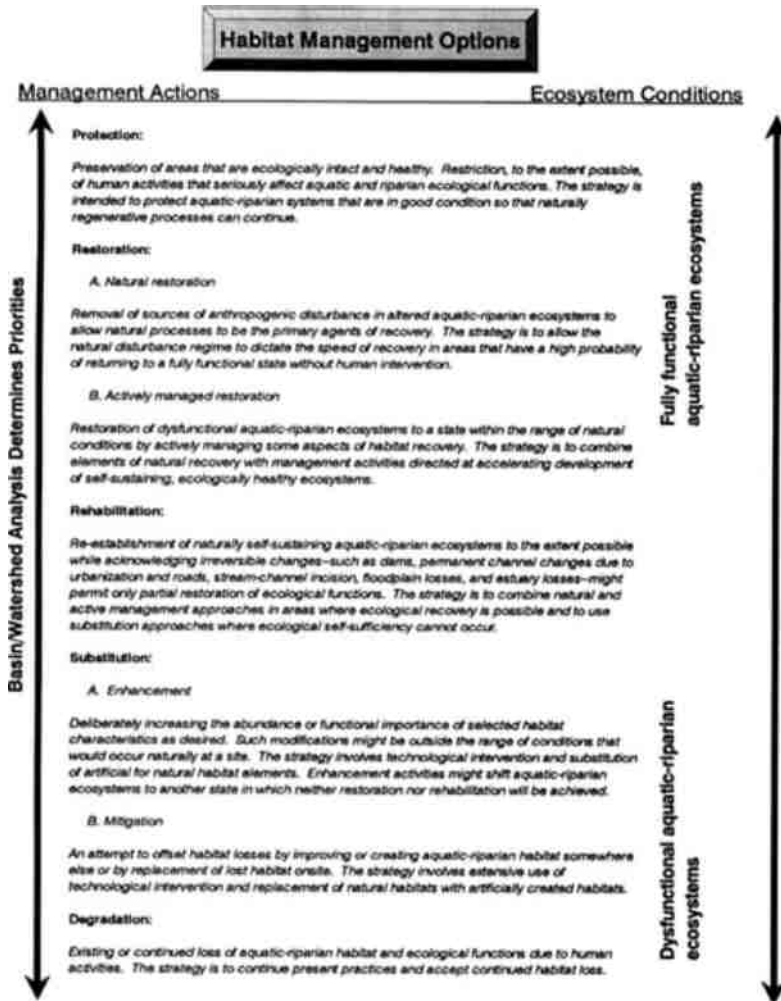 Habitat Management Options
Management Actions
Ecosystem Conditions
Protection:
Preservation of areas that are ecologically intact and healthy. Restriction, to the extent possible,
of human activities that seriously affect aquatic and riparian ecological functions. The strategy is
intended to protect aquatic-riparian systems that are in good condition so that naturally
regenerative processes can continue.
Restoration:
A. Natural restoration
Removal of sources of anthropogenic disturbance in altered aquatic-riparian ecosystems to
allow natural processes to be the primary agents of recovery. The strategy is to allow the
natural disturbance regime to dictate the speed of recovery in areas that have a high probability
of returning to a fully functional state without human intervention.
B. Actively managed restoration
Restoration of dysfunctional aquatic-riparian ecosystems to a state within the range of natural
conditions by actively managing some aspects of habitat recovery. The strategy is to combine
elements of natural recovery with management activities directed at accelerating development
of self-sustaining, ecologically healthy ecosystems.
Rehabilitation:
Re-establishment of naturally self-sustaining aquatic-riparian ecosystems to the extent possible
while acknowledging irreversible changes–such as dams, permanent channel changes due to
urbanization and roads, stream-channel incision, floodplain losses, and estuary losses–might
permit only partial restoration of ecological functions. The strategy is to combine natural and
active management approaches in areas where ecological recovery is possible and to use
substitution approaches where ecological self-sufficiency cannot occur.
Substitution:
A. Enhancement
Deliberately increasing the abundance or functional importance of selected habitat
characteristics as desired. Such modifications might be outside the range of conditions that
would occur naturally at a site. The strategy involves technological intervention and substitution
of artificial for natural habitat elements. Enhancement activities might shift aquatic-riparian
ecosystems to another state in which neither restoration nor rehabilitation will be achieved.
B. Mitigation
An attempt to offset habitat losses by improving or creating aquatic-riparian habitat somewhere
else or by replacement of lost habitat onsite. The strategy involves extensive use of
technological intervention and replacement of natural habitats with artificially created habitats.
Degradation:
Existing or continued loss of aquatic-riparian habitat and ecological functions due to human
activities. The strategy is to continue present practices and accept continued habitat loss.
Basin/Watershed Analysis Determines Priorities
Fully functional
aquatic-riparian ecosystems
Dysfunctional aquatic-riparian
ecosystems